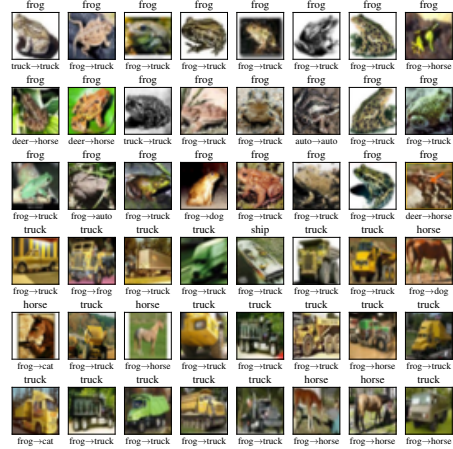 frog frog frog frog frog frog frog frog
truck→truck frog→truck frog→truck frog→truck frog→truck frog→truck frog→truck frog→horse
frog frog frog frog frog frog frog frog
deer→horse deer→horse truck→truck frog→truck frog→truck auto→auto frog→truck frog→truck
frog frog frog frog frog frog frog frog
frog→truck frog→auto frog→truck frog→dog frog→truck frog→truck frog→truck deer→horse
truck truck truck truck ship truck truck horse
frog→truck frog→frog frog→truck frog→truck frog→truck frog→truck frog→truck frog→dog
horse truck horse truck truck truck truck truck
frog→cat frog→truck frog→horse frog→truck frog→truck frog→truck frog→horse frog→truck
truck truck truck truck truck horse horse truck
frog→cat frog→truck frog→truck frog→truck frog→truck frog→horse frog→horse frog→truck